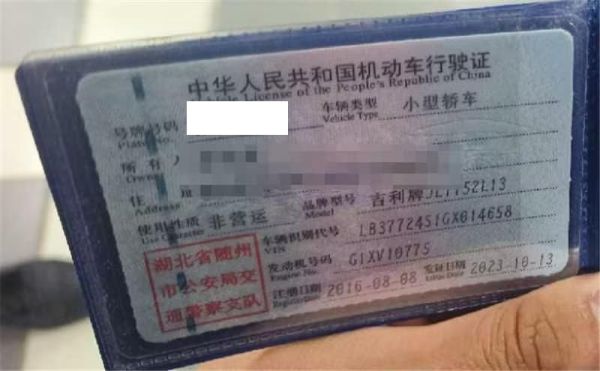 中华人民共和国机动车行驶证
Vehicle License of the People's Republic of China
号牌号码 车辆类型 小型轿车
Plate No. Vehicle Type
所有人
Owner
住
Address
品牌型号 吉利牌JL7152L13
Model
使用性质 非营运
Use Character
车辆识别代号 LB37724S1GX014658
VIN
发动机号码 G1XV10775
Engine No.
注册日期 2016-08-08 发证日期 2023-10-13
Register Date Issue Date
湖北省随州
市公安局交
通警察支队